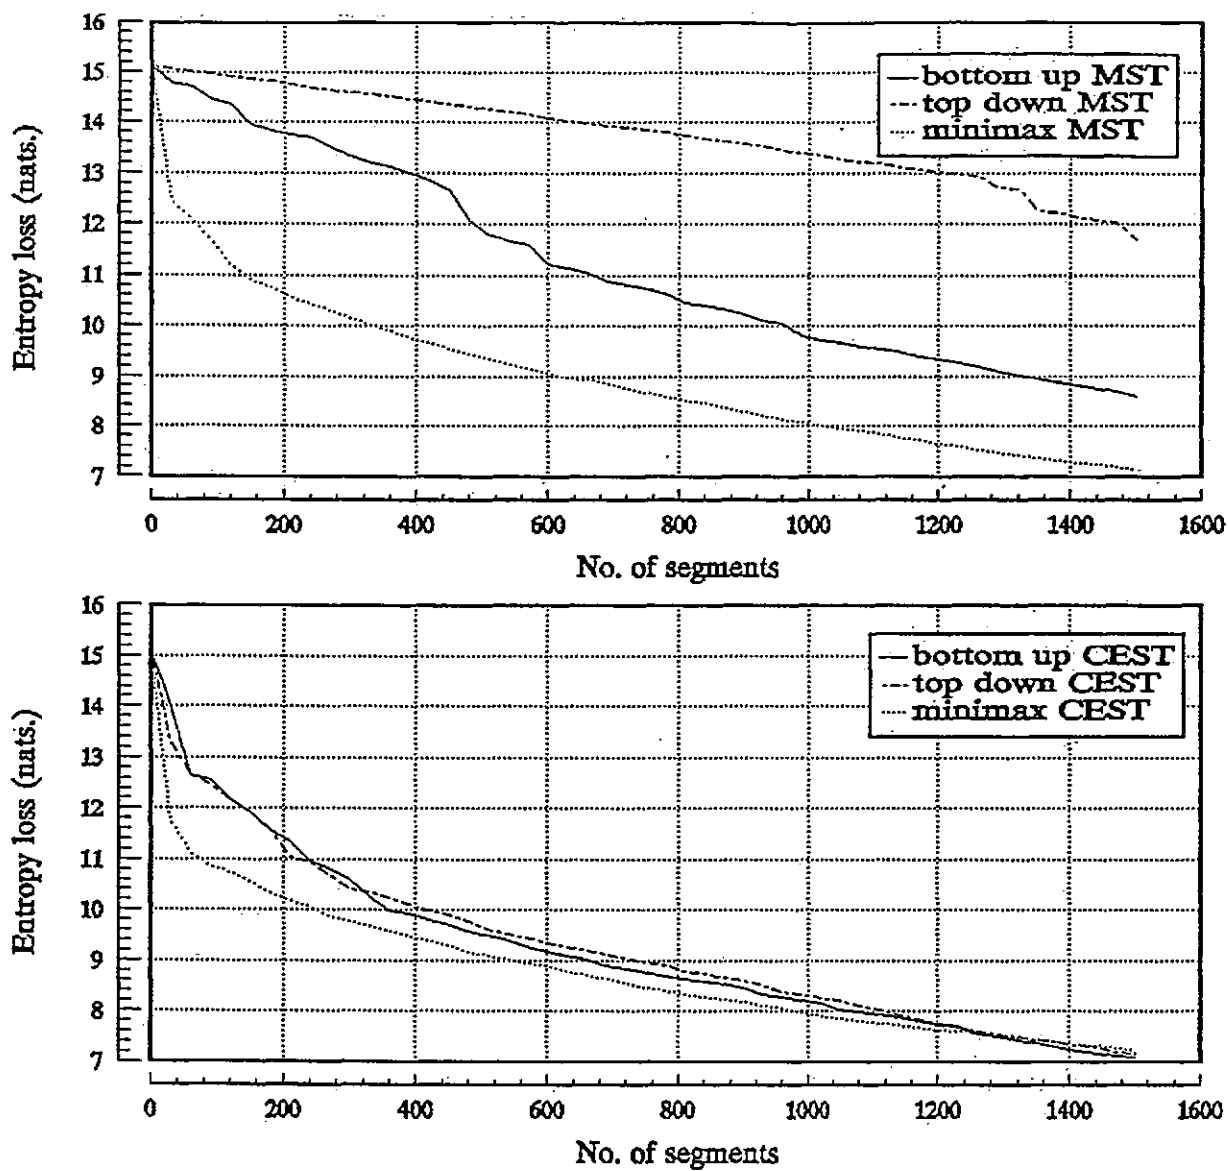 16
15
14
13
12
11
10
9
8
7
Entropy loss (nats.)
bottom up MST
top down MST
minimax MST
0 200 400 600 800 1000 1200 1400 1600
No. of segments
16
15
14
13
12
11
10
9
8
7
Entropy loss (nats.)
bottom up CEST
top down CEST
minimax CEST
0 200 400 600 800 1000 1200 1400 1600
No. of segments